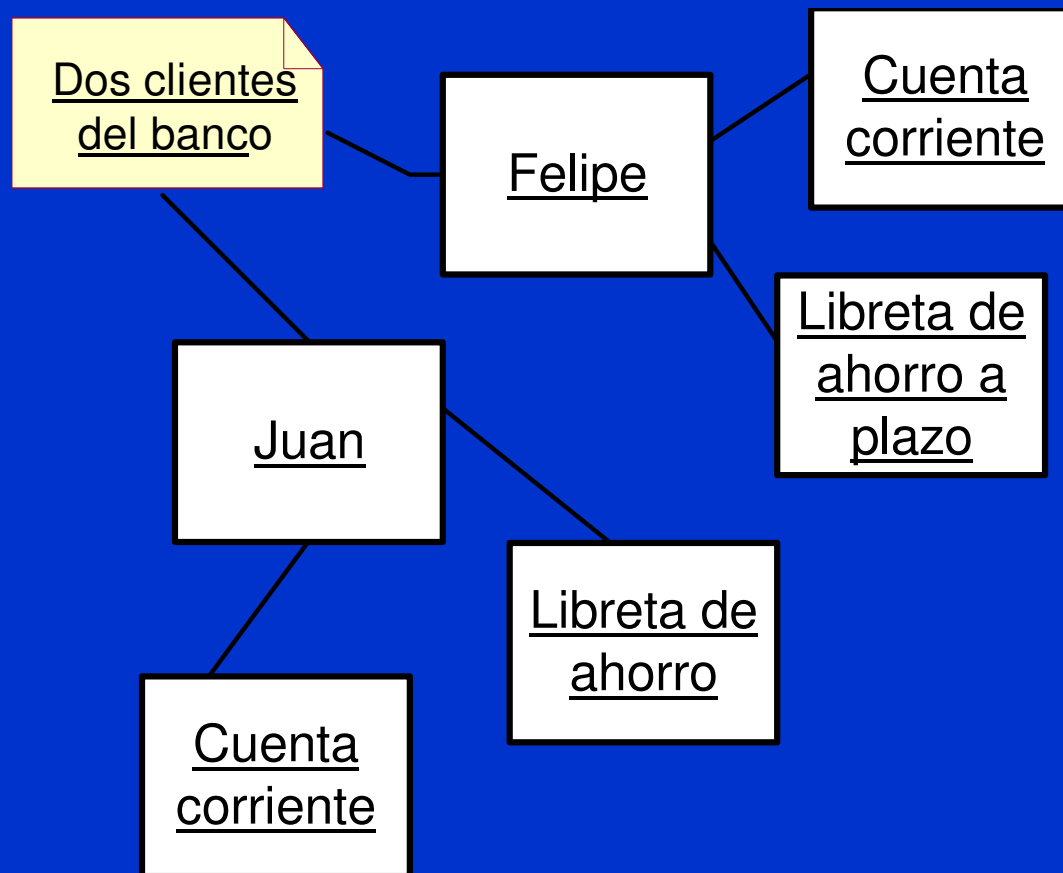 Dos clientes
del banco
Felipe
Cuenta
corriente
Libreta de
ahorro a
plazo
Juan
Libreta de
ahorro
Cuenta
corriente